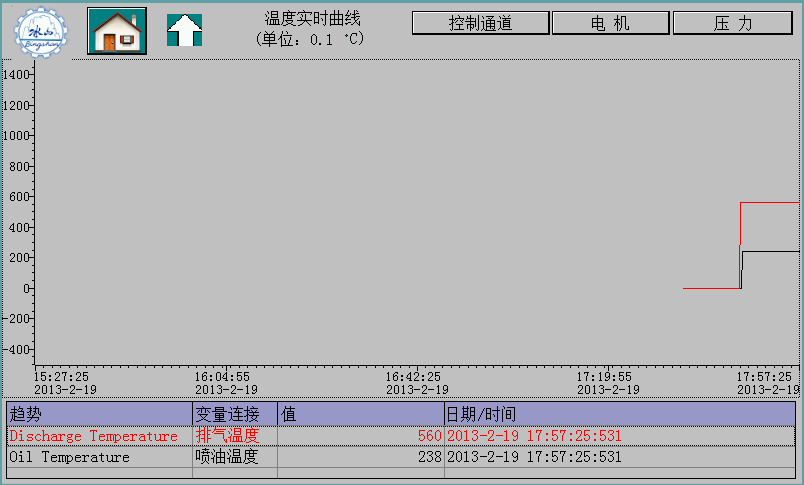 冰山
Bingshan
温度实时曲线
(单位: 0.1 ℃)
控制通道
电 机
压 力
1400
1200
1000
800
600
400
200
0
-200
-400
15:27:25
2013-2-19
16:04:55
2013-2-19
16:42:25
2013-2-19
17:19:55
2013-2-19
17:57:25
2013-2-19
趋势 变量连接 值 日期/时间
Discharge Temperature 排气温度 560 2013-2-19 17:57:25:531
Oil Temperature 喷油温度 238 2013-2-19 17:57:25:531